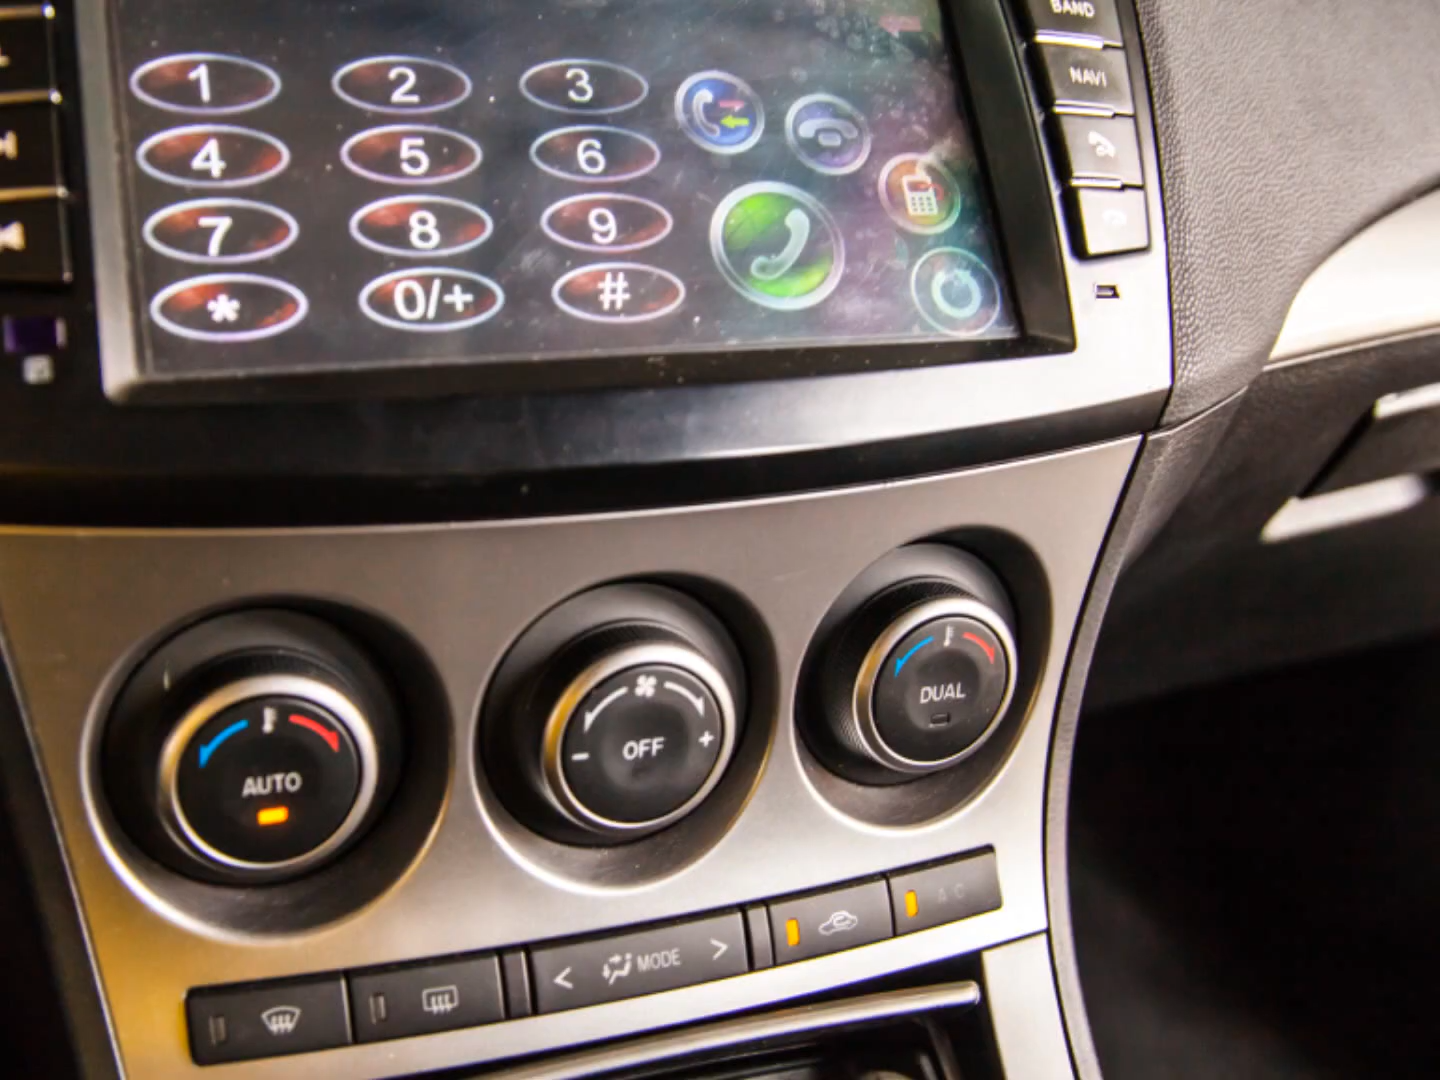 BAND
NAVI
1 2 3
4 5 6
7 8 9
* 0/+ #
AUTO
- OFF +
DUAL
< MODE >
A/C